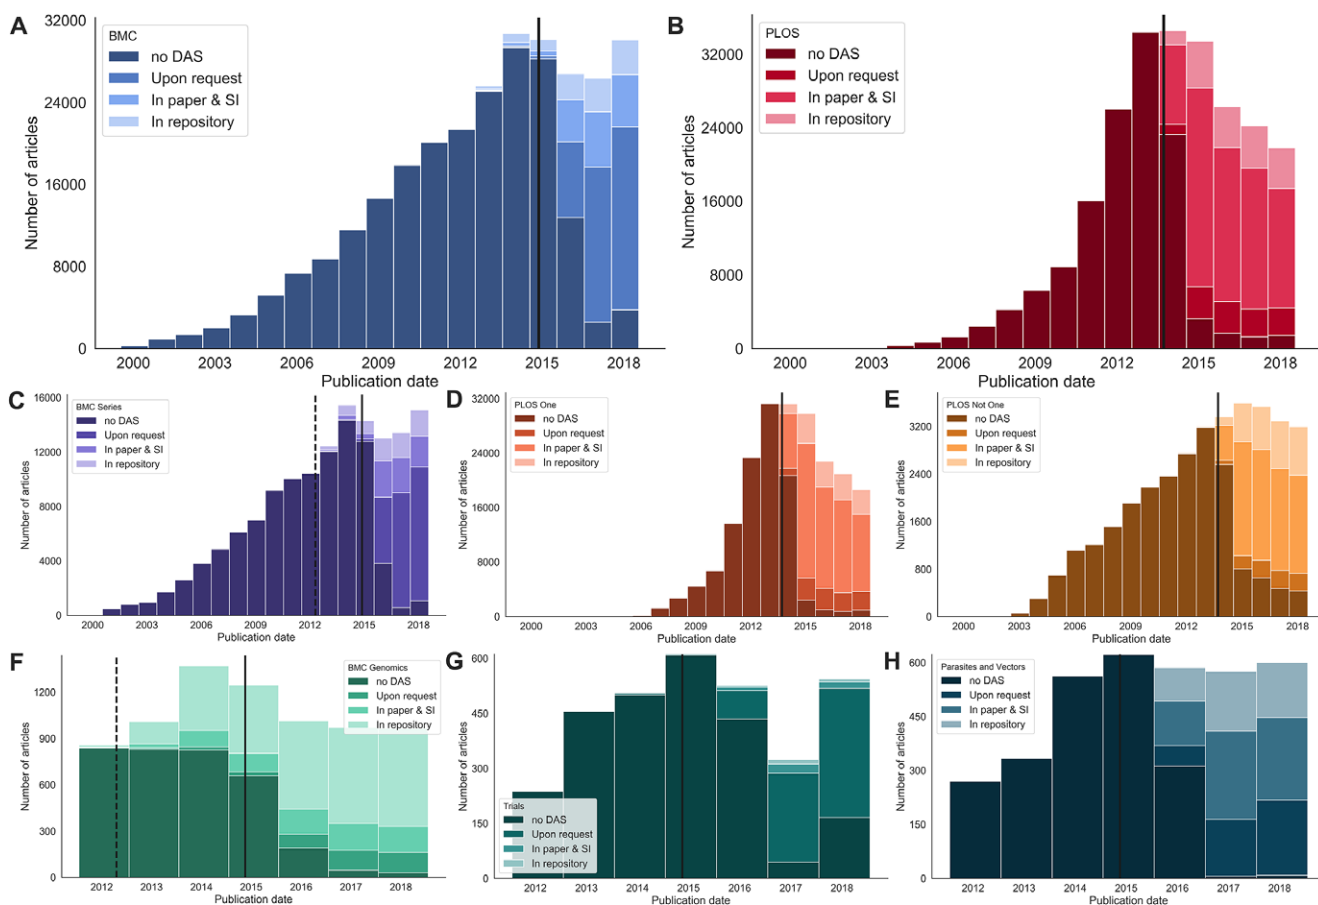 A
BMC
no DAS
Upon request
In paper & SI
In repository
Number of articles
32000
24000
16000
8000
0
2000
2003
2006
2009
2012
2015
2018
Publication date
B
PLOS
no DAS
Upon request
In paper & SI
In repository
Number of articles
32000
24000
16000
8000
0
2000
2003
2006
2009
2012
2015
2018
Publication date
C
BMC Series
no DAS
Upon request
In paper & SI
In repository
Number of articles
16000
12000
8000
4000
0
2000
2003
2006
2009
2012
2015
2018
Publication date
D
PLOS One
no DAS
Upon request
In paper & SI
In repository
Number of articles
32000
24000
16000
8000
0
2000
2003
2006
2009
2012
2015
2018
Publication date
E
PLOS Not One
no DAS
Upon request
In paper & SI
In repository
Number of articles
3200
2400
1600
800
0
2000
2003
2006
2009
2012
2015
2018
Publication date
F
BMC Genomics
no DAS
Upon request
In paper & SI
In repository
Number of articles
1200
900
600
300
0
2012
2013
2014
2015
2016
2017
2018
Publication date
G
Trials
no DAS
Upon request
In paper & SI
In repository
Number of articles
600
450
300
150
0
2012
2013
2014
2015
2016
2017
2018
Publication date
H
Parasites and Vectors
no DAS
Upon request
In paper & SI
In repository
Number of articles
600
450
300
150
0
2012
2013
2014
2015
2016
2017
2018
Publication date